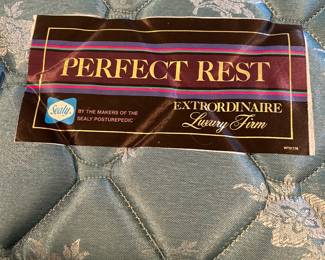 PERFECT REST
Sealy
BY THE MAKERS OF THE
SEALY POSTUREPEDIC
EXTRORDINAIRE
Luxury Firm